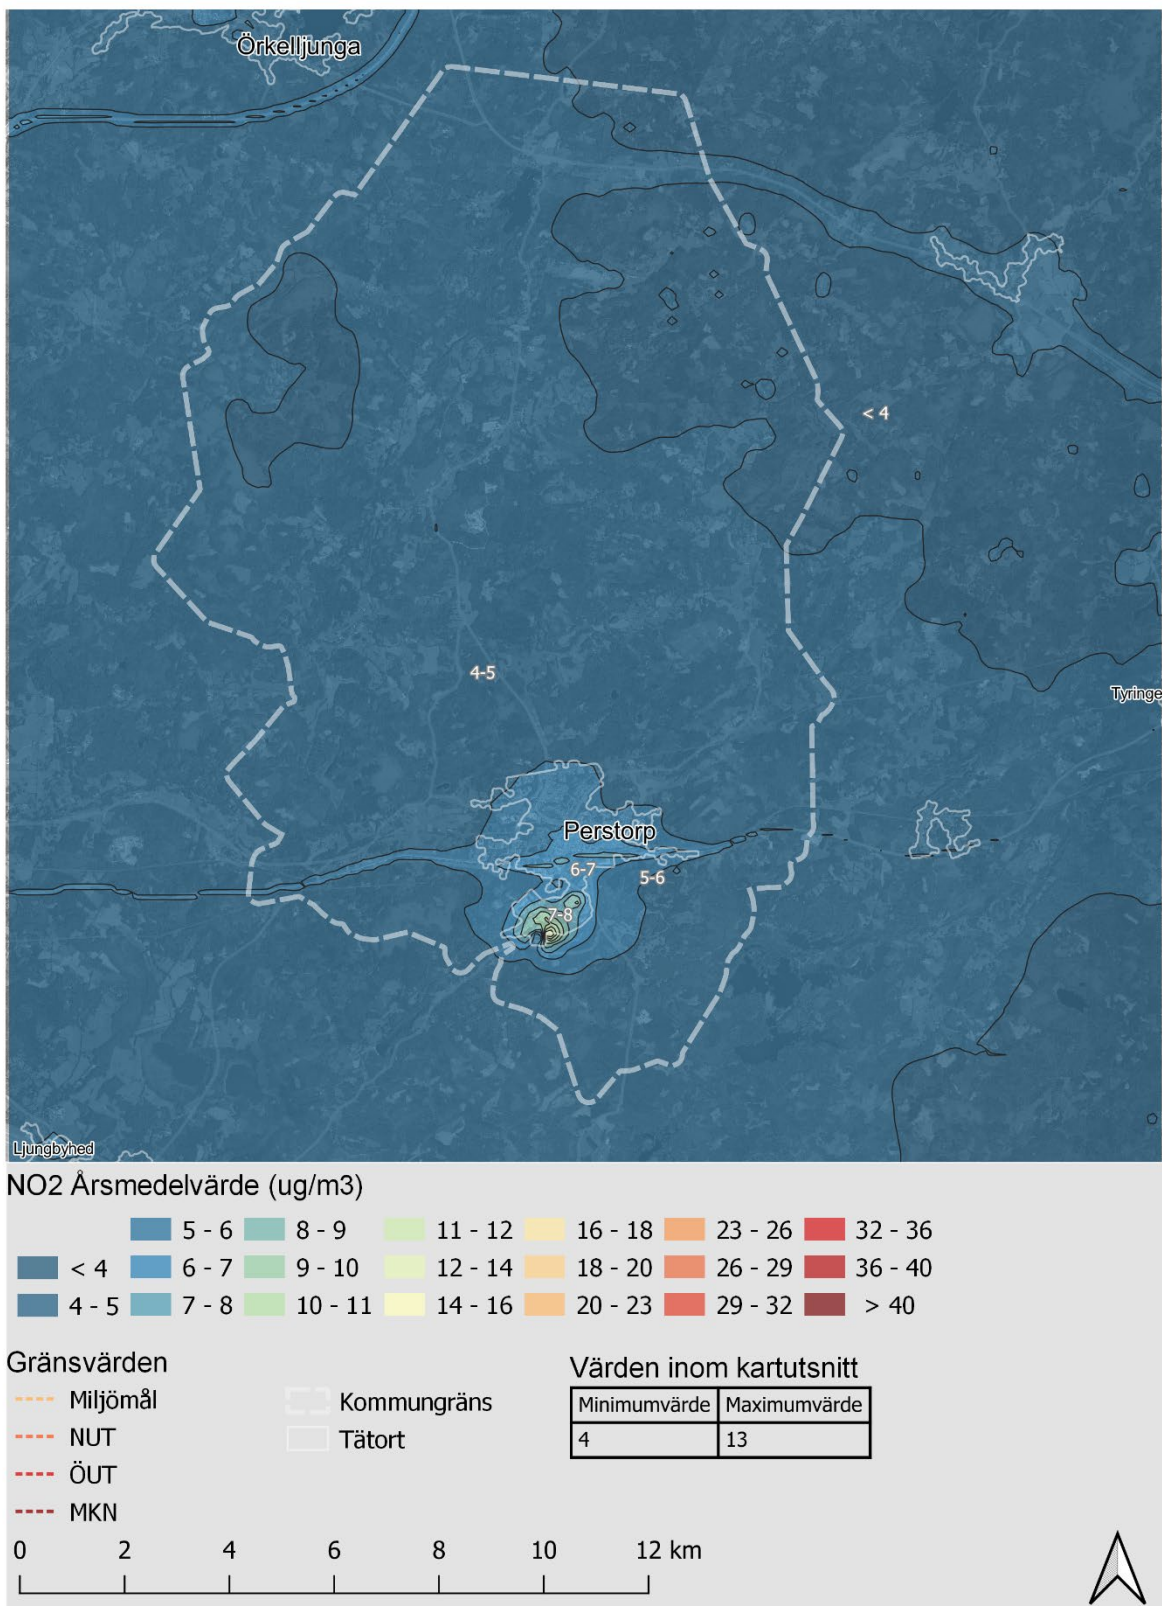 Örkelljunga
< 4
4-5
Tyringe
Perstorp
6-7
5-6
7-8
Ljungbyhed
NO2 Årsmedelvärde (ug/m3)
5 - 6 8 - 9 11 - 12 16 - 18 23 - 26 32 - 36
< 4 6 - 7 9 - 10 12 - 14 18 - 20 26 - 29 36 - 40
4 - 5 7 - 8 10 - 11 14 - 16 20 - 23 29 - 32 > 40
Gränsvärden
Miljömål
NUT
ÖUT
MKN
Kommungräns
Tätort
Värden inom kartutsnitt
Minimumvärde Maximumvärde
4 13
0 2 4 6 8 10 12 km